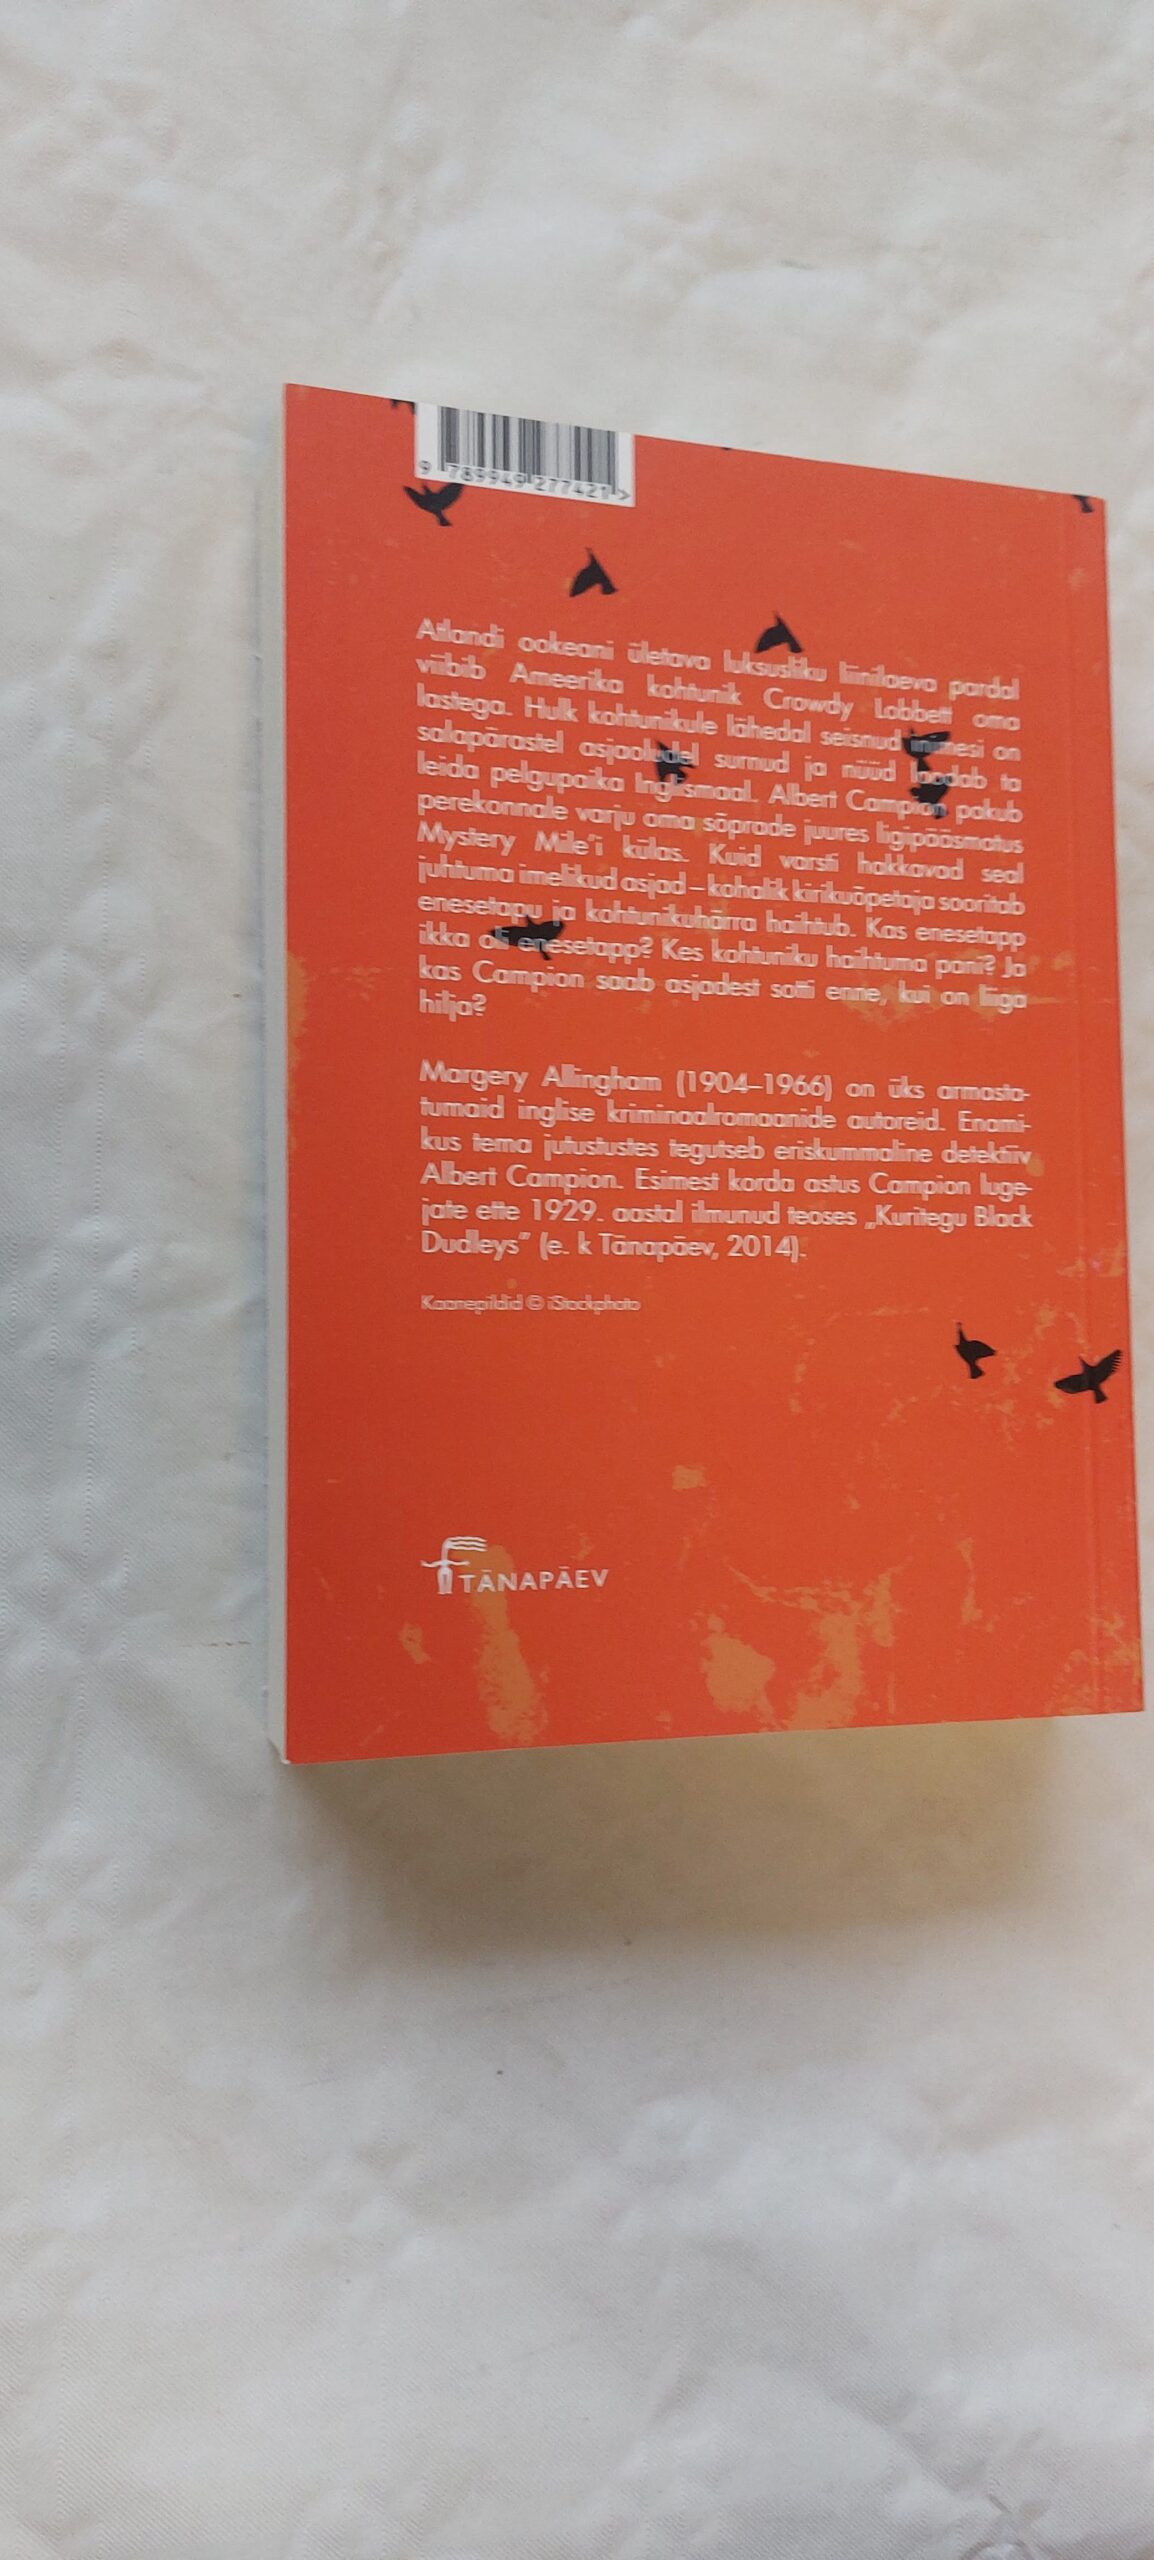 9 789949 277421 >
Atlandi ookeani ületava luksusliku liinilaeva pardal
viibib Ameerika kohtunik Crowdy Lobbett oma
lastega. Hulk kohtunikule lähedal seisnud inimesi on
salapärastel asjaoludel surnud ja nüüd loodab ta
leida pelgupaika Inglismaal. Albert Campion pakub
perekonnale varju oma sõprade juures ligipääsmatus
Mystery Mile'i külas. Kuid varsti hakkavad seal
juhtuma imelikud asjad – kohalik kirikuõpetaja sooritab
enesetapu ja kohtunikuhärra haihtub. Kas enesetapp
ikka oli enesetapp? Kes kohtuniku haihtuma pani? Ja
kas Campion saab asjadest sotti enne, kui on liiga
hilja?
Margery Allingham (1904–1966) on üks armasta-
tumaid inglise kriminaalromaanide autoreid. Enami-
kus tema jutustustes tegutseb eriskummaline detektiiv
Albert Campion. Esimest korda astus Campion luge-
jate ette 1929. aastal ilmunud teoses „Kuritegu Black
Dudleys" (e. k Tänapäev, 2014).
Kaanepildid © iStockphoto
TÄNAPÄEV